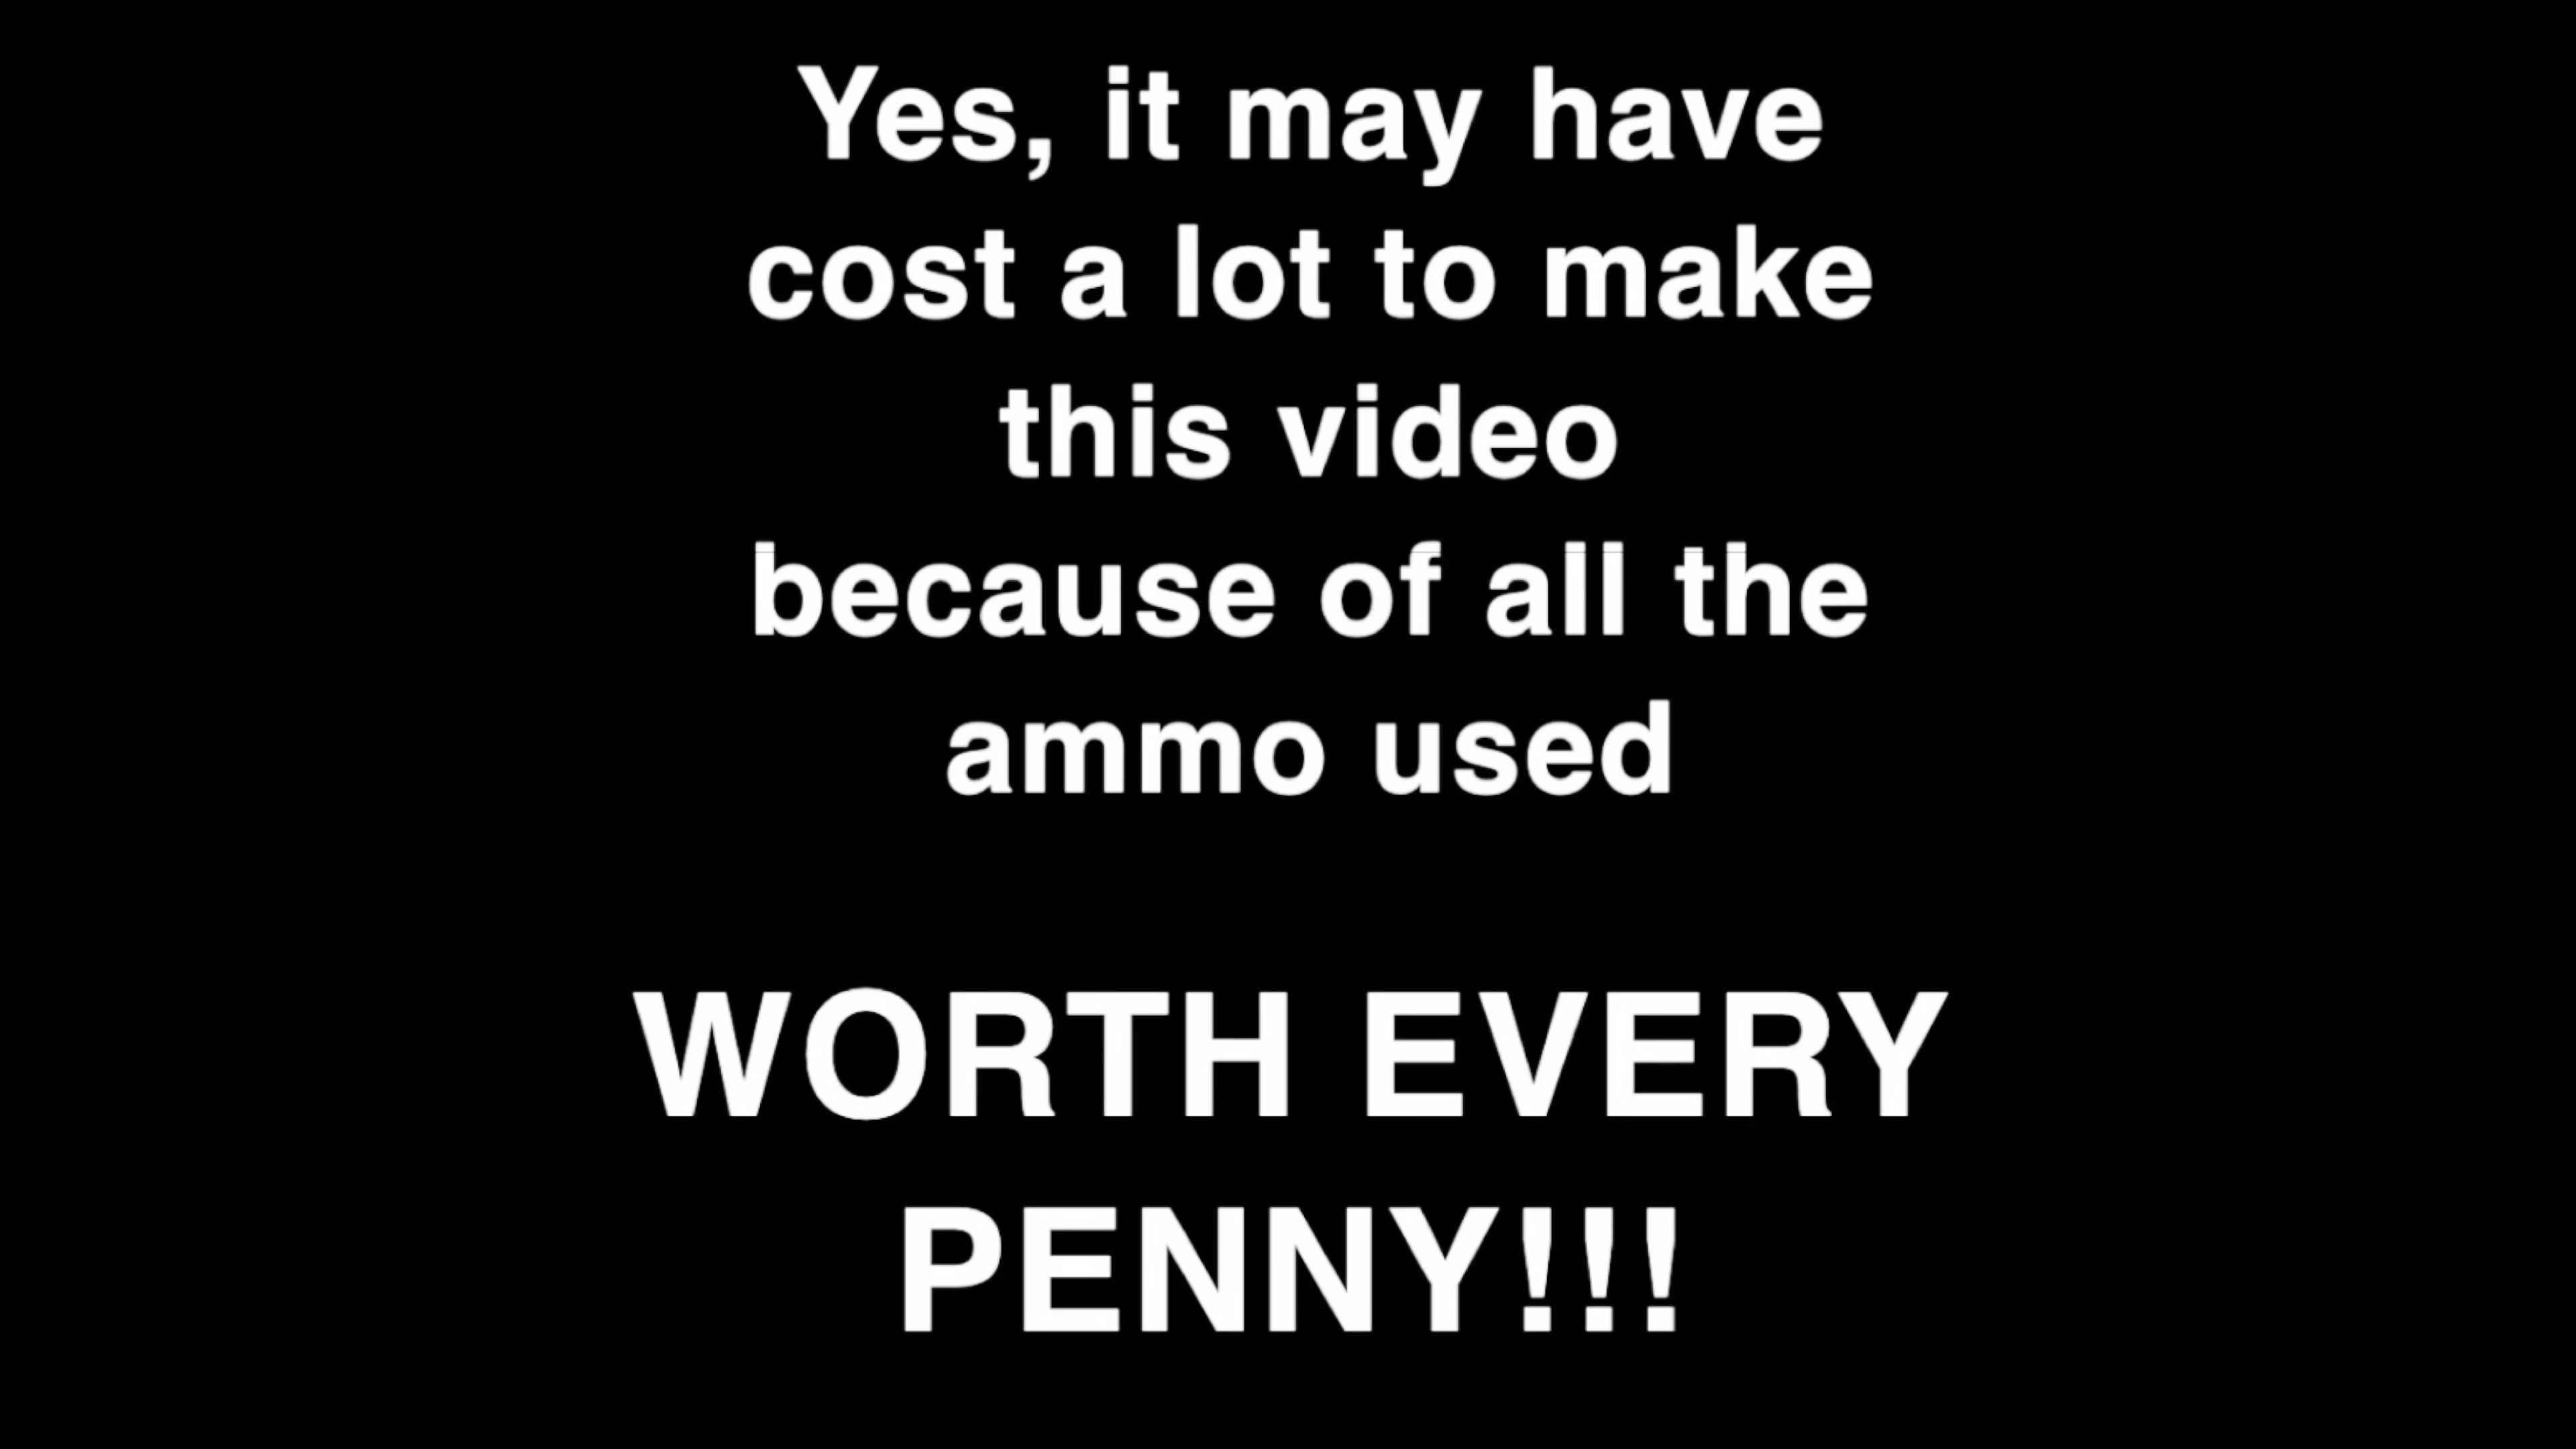 Yes, it may have
cost a lot to make
this video
because of all the
ammo used
WORTH EVERY
PENNY!!!